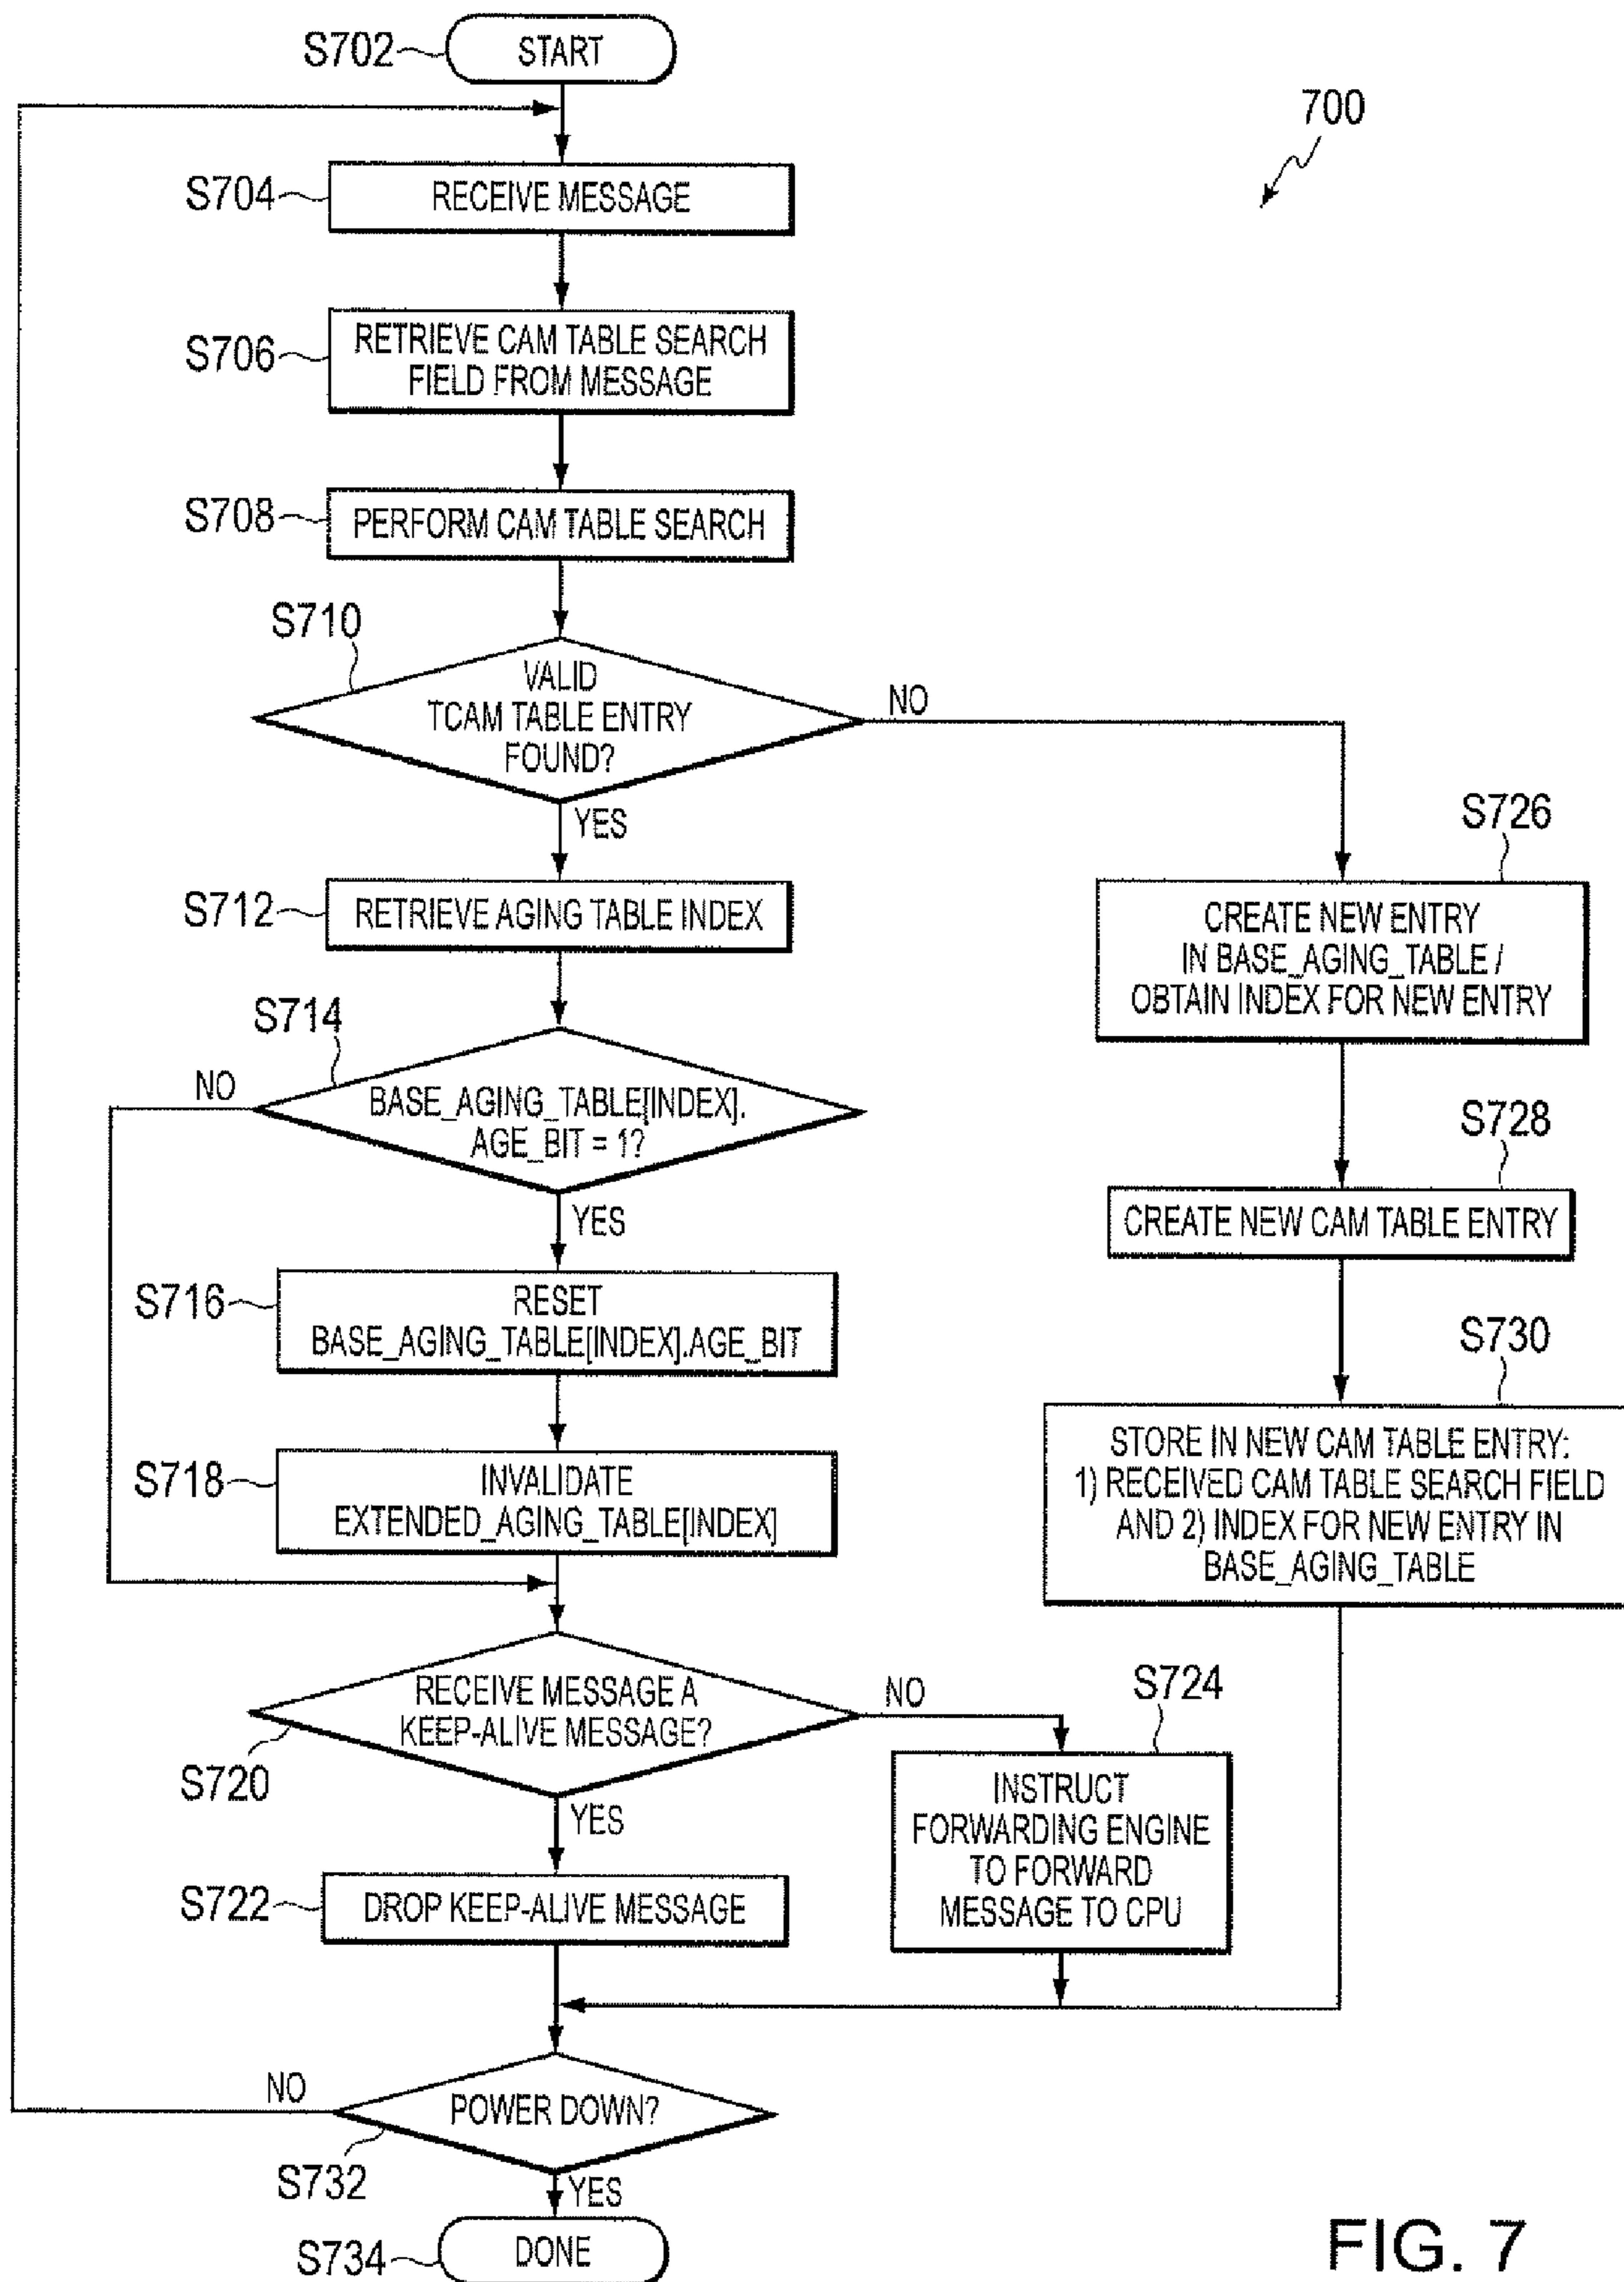 S702
START
700
S704
RECEIVE MESSAGE
S706
RETRIEVE CAM TABLE SEARCH
FIELD FROM MESSAGE
S708
PERFORM CAM TABLE SEARCH
S710
VALID
TCAM TABLE ENTRY
FOUND?
NO
YES
S712
RETRIEVE AGING TABLE INDEX
S714
NO
BASE_AGING_TABLE[INDEX].
AGE_BIT = 1?
YES
S716
RESET
BASE_AGING_TABLE[INDEX].AGE_BIT
S718
INVALIDATE
EXTENDED_AGING_TABLE[INDEX]
S726
CREATE NEW ENTRY
IN BASE_AGING_TABLE /
OBTAIN INDEX FOR NEW ENTRY
S728
CREATE NEW CAM TABLE ENTRY
S730
STORE IN NEW CAM TABLE ENTRY:
1) RECEIVED CAM TABLE SEARCH FIELD
AND 2) INDEX FOR NEW ENTRY IN
BASE_AGING_TABLE
RECEIVE MESSAGE A
KEEP-ALIVE MESSAGE?
S720
NO
YES
S724
INSTRUCT
FORWARDING ENGINE
TO FORWARD
MESSAGE TO CPU
S722
DROP KEEP-ALIVE MESSAGE
NO
POWER DOWN?
S732
YES
S734
DONE
FIG. 7